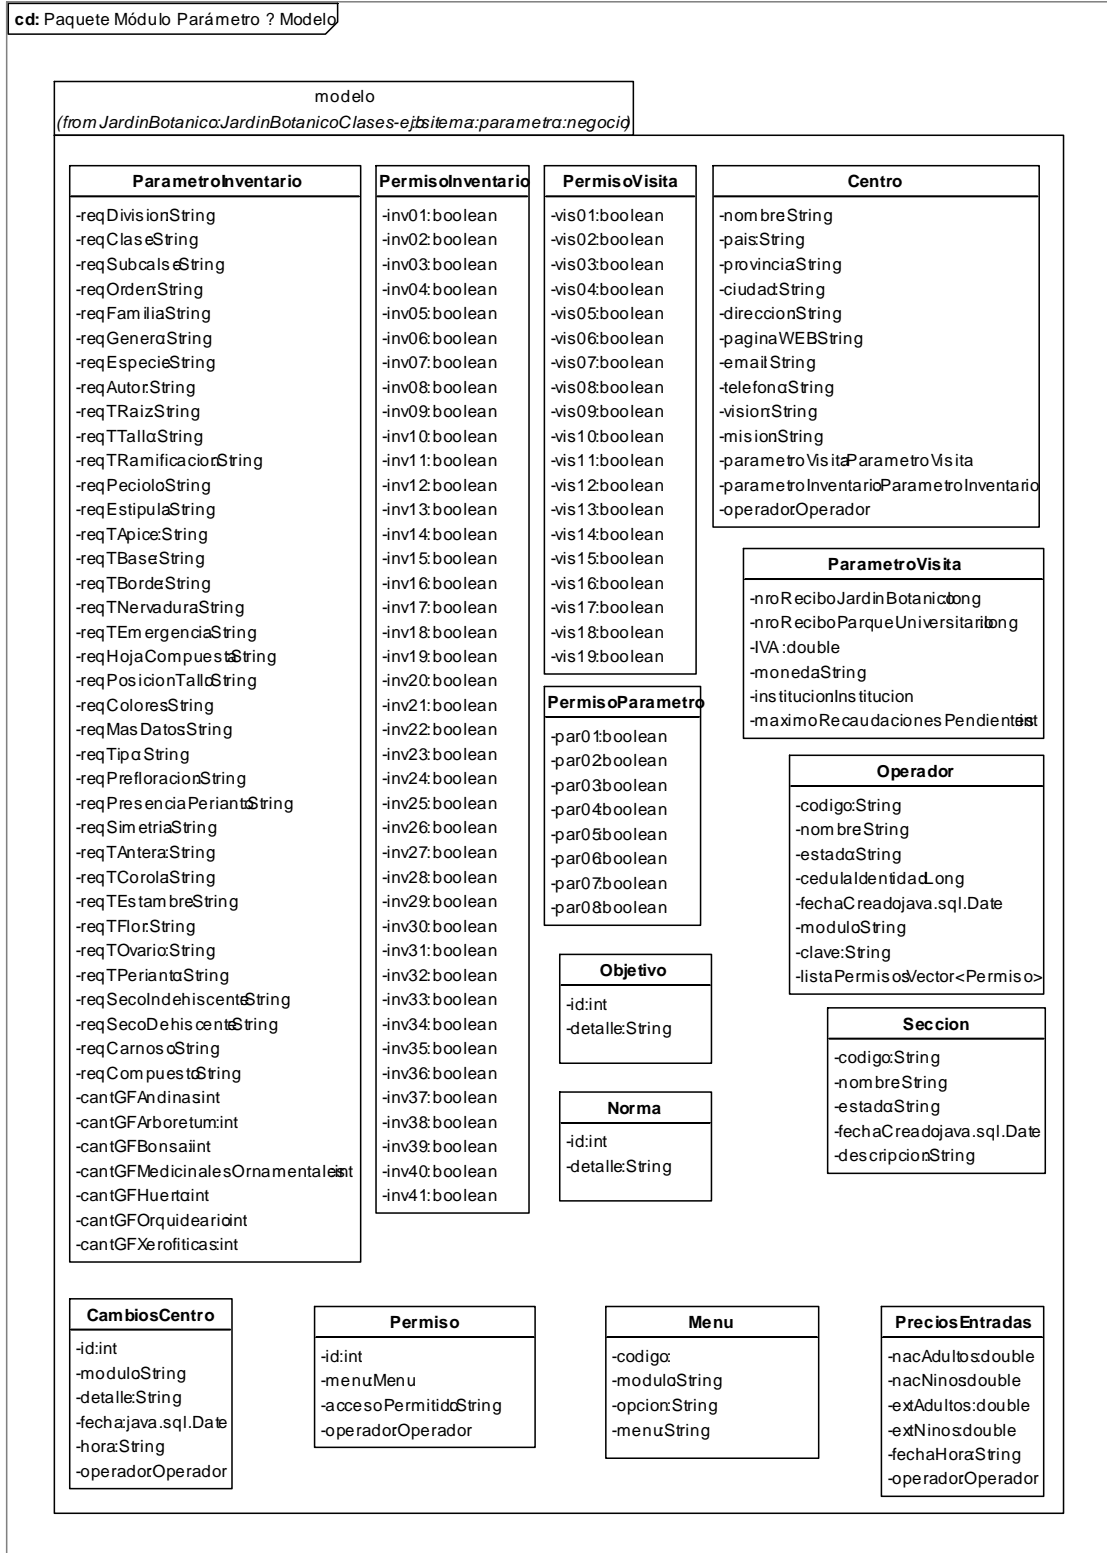 cd: Paquete Módulo Parámetro ? Modelo
modelo
(from JardinBotanico:JardinBotanicoClases-ejb:sitema::parametra:negocio)
ParametroInventario
-reqDivision:String
-reqClase:String
-reqSubcalse:String
-reqOrden:String
-reqFamilia:String
-reqGenero:String
-reqEspecie:String
-reqAutor:String
-reqTRaiz:String
-reqTTallo:String
-reqTRamificacion:String
-reqPeciolo:String
-reqEstipula:String
-reqTApice:String
-reqTBase:String
-reqTBorde:String
-reqTNervadura:String
-reqTEmergencia:String
-reqHojaCompuesta:String
-reqPosicionTallo:String
-reqColores:String
-reqMasDatos:String
-reqTipo:String
-reqPrefloracion:String
-reqPresenciaPerianto:String
-reqSimetria:String
-reqTAntera:String
-reqTCorola:String
-reqTEstambre:String
-reqTFlor:String
-reqTOvario:String
-reqTPerianto:String
-reqSecoIndehiscente:String
-reqSecoDehiscente:String
-reqCarnoso:String
-reqCompuesto:String
-cantGFAndinas:int
-cantGFArboretum:int
-cantGFBonsai:int
-cantGFMedicinalesOrnamentales:int
-cantGFHuerto:int
-cantGFOrquideario:int
-cantGFXerofiticas:int
PermisoInventario
-inv01:boolean
-inv02:boolean
-inv03:boolean
-inv04:boolean
-inv05:boolean
-inv06:boolean
-inv07:boolean
-inv08:boolean
-inv09:boolean
-inv10:boolean
-inv11:boolean
-inv12:boolean
-inv13:boolean
-inv14:boolean
-inv15:boolean
-inv16:boolean
-inv17:boolean
-inv18:boolean
-inv19:boolean
-inv20:boolean
-inv21:boolean
-inv22:boolean
-inv23:boolean
-inv24:boolean
-inv25:boolean
-inv26:boolean
-inv27:boolean
-inv28:boolean
-inv29:boolean
-inv30:boolean
-inv31:boolean
-inv32:boolean
-inv33:boolean
-inv34:boolean
-inv35:boolean
-inv36:boolean
-inv37:boolean
-inv38:boolean
-inv39:boolean
-inv40:boolean
-inv41:boolean
PermisoVisita
-vis01:boolean
-vis02:boolean
-vis03:boolean
-vis04:boolean
-vis05:boolean
-vis06:boolean
-vis07:boolean
-vis08:boolean
-vis09:boolean
-vis10:boolean
-vis11:boolean
-vis12:boolean
-vis13:boolean
-vis14:boolean
-vis15:boolean
-vis16:boolean
-vis17:boolean
-vis18:boolean
-vis19:boolean
PermisoParametro
-par01:boolean
-par02:boolean
-par03:boolean
-par04:boolean
-par05:boolean
-par06:boolean
-par07:boolean
-par08:boolean
Objetivo
-id:int
-detalle:String
Norma
-id:int
-detalle:String
Centro
-nombre:String
-pais:String
-provincia:String
-ciudad:String
-direccion:String
-paginaWEB:String
-email:String
-telefono:String
-vision:String
-mision:String
-parametroVisita:ParametroVisita
-parametroInventario:ParametroInventario
-operador:Operador
ParametroVisita
-nroReciboJardinBotanico:long
-nroReciboParqueUniversitario:long
-IVA:double
-moneda:String
-institucion:Institucion
-maximoRecaudacionesPendientes:int
Operador
-codigo:String
-nombre:String
-estado:String
-cedulaIdentidad:Long
-fechaCreado:java.sql.Date
-modulo:String
-clave:String
-listaPermisos:Vector<Permiso>
Seccion
-codigo:String
-nombre:String
-estado:String
-fechaCreado:java.sql.Date
-descripcion:String
CambiosCentro
-id:int
-modulo:String
-detalle:String
-fecha:java.sql.Date
-hora:String
-operador:Operador
Permiso
-id:int
-menu:Menu
-accesoPermitido:String
-operador:Operador
Menu
-codigo:
-modulo:String
-opcion:String
-menu:String
PreciosEntradas
-nacAdultos:double
-nacNinos:double
-extAdultos:double
-extNinos:double
-fechaHora:String
-operador:Operador